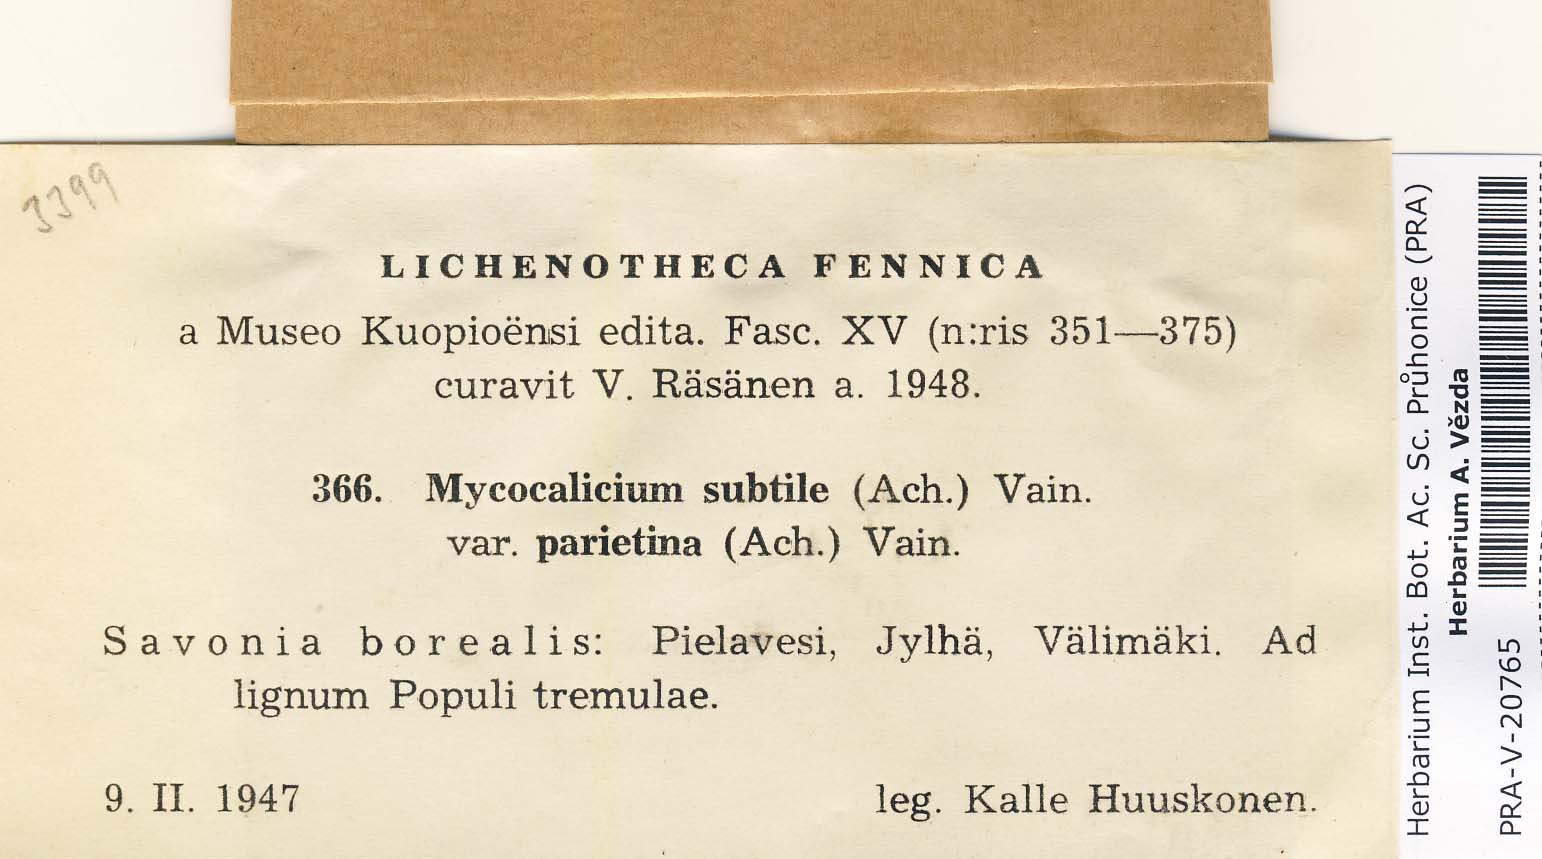 3399
LICHENOTHECA FENNICA
a Museo Kuopioënsi edita. Fasc. XV (n:ris 351—375)
curavit V. Räsänen a. 1948.
366. Mycocalicium subtile (Ach.) Vain.
var. parietina (Ach.) Vain.
Savonia borealis: Pielavesi, Jylhä, Välimäki. Ad
lignum Populi tremulae.
9. II. 1947 leg. Kalle Huuskonen.
Herbarium Inst. Bot. Ac. Sc. Průhonice (PRA)
Herbarium A. Vězda
PRA-V-20765